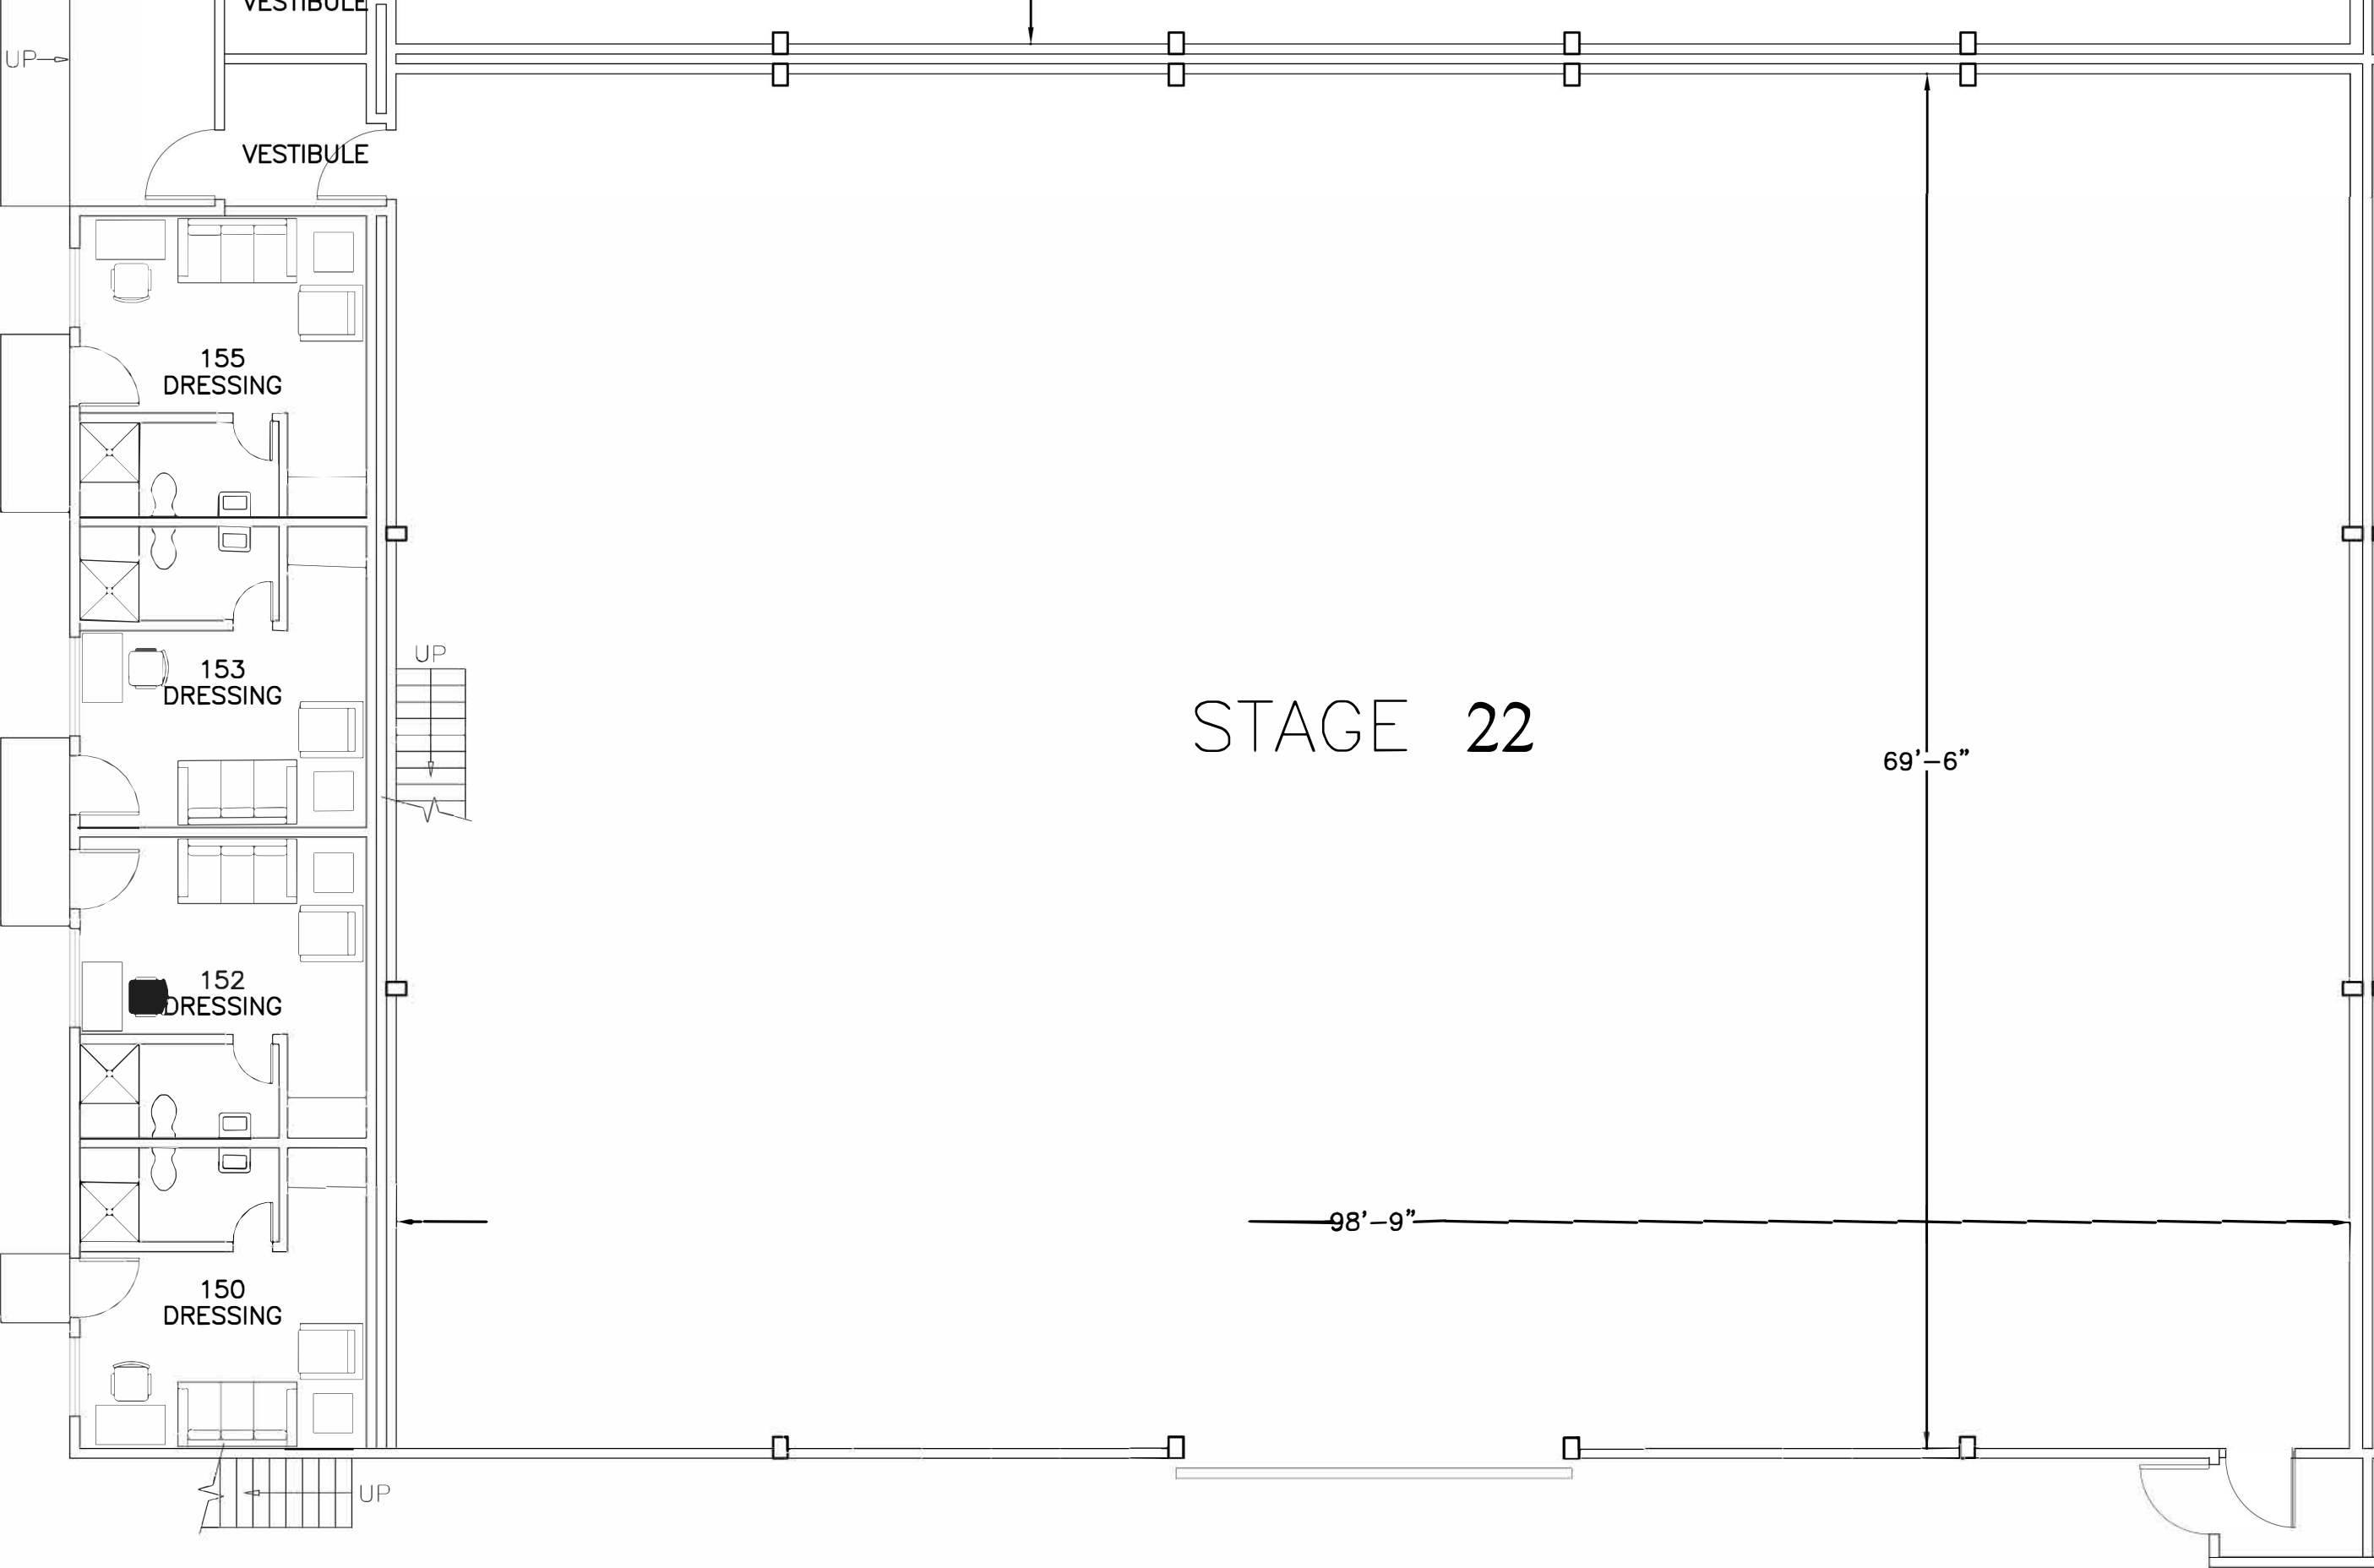 VESTIBULE
UP
VESTIBULE
155
DRESSING
UP
153
DRESSING
STAGE 22
69'-6"
152
DRESSING
98'-9"
150
DRESSING
UP